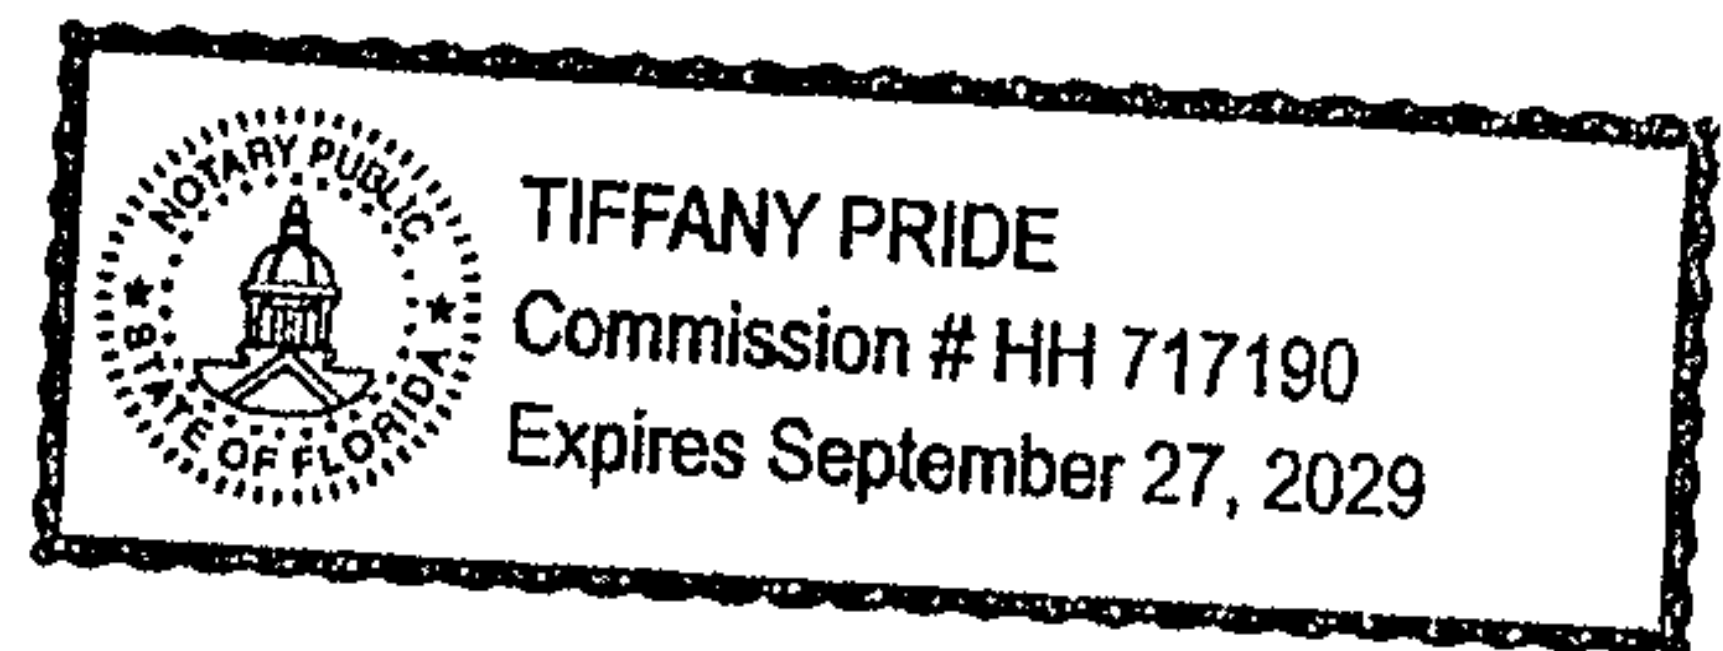 NOTARY PUBLIC
STATE OF FLORIDA
TIFFANY PRIDE
Commission # HH 717190
Expires September 27, 2029